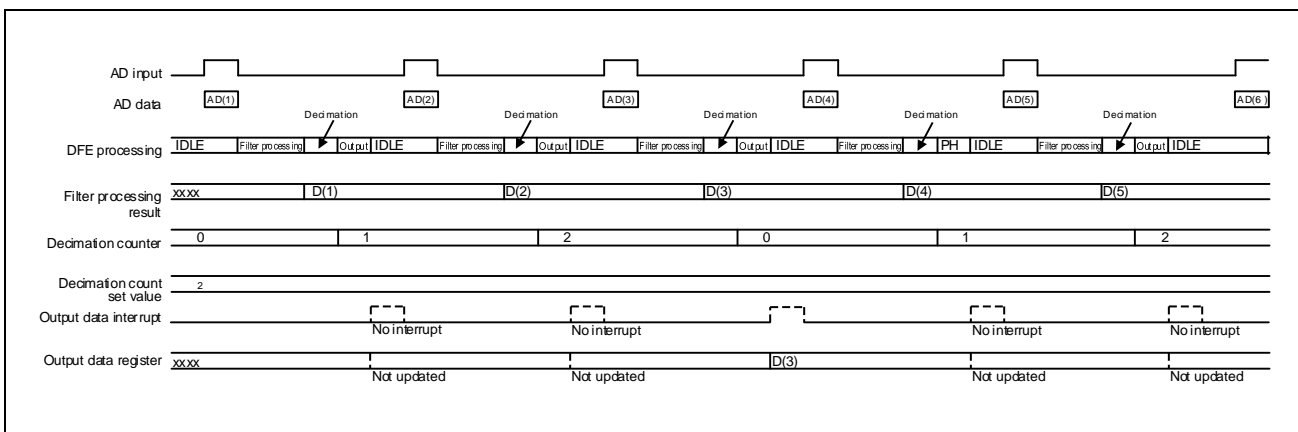 AD input
AD data AD(1) AD(2) AD(3) AD(4) AD(5) AD(6 )
Decimation Decimation Decimation Decimation Decimation
DFE processing IDLE Filter processing Output IDLE Filter processing Output IDLE Filter processing Output IDLE Filter processing PH IDLE Filter processing Output IDLE
Filter processing result xxxx D(1) D(2) D(3) D(4) D(5)
Decimation counter 0 1 2 0 1 2
Decimation count set value 2
Output data interrupt
No interrupt No interrupt No interrupt No interrupt
Output data register xxxx D(3)
Not updated Not updated Not updated Not updated